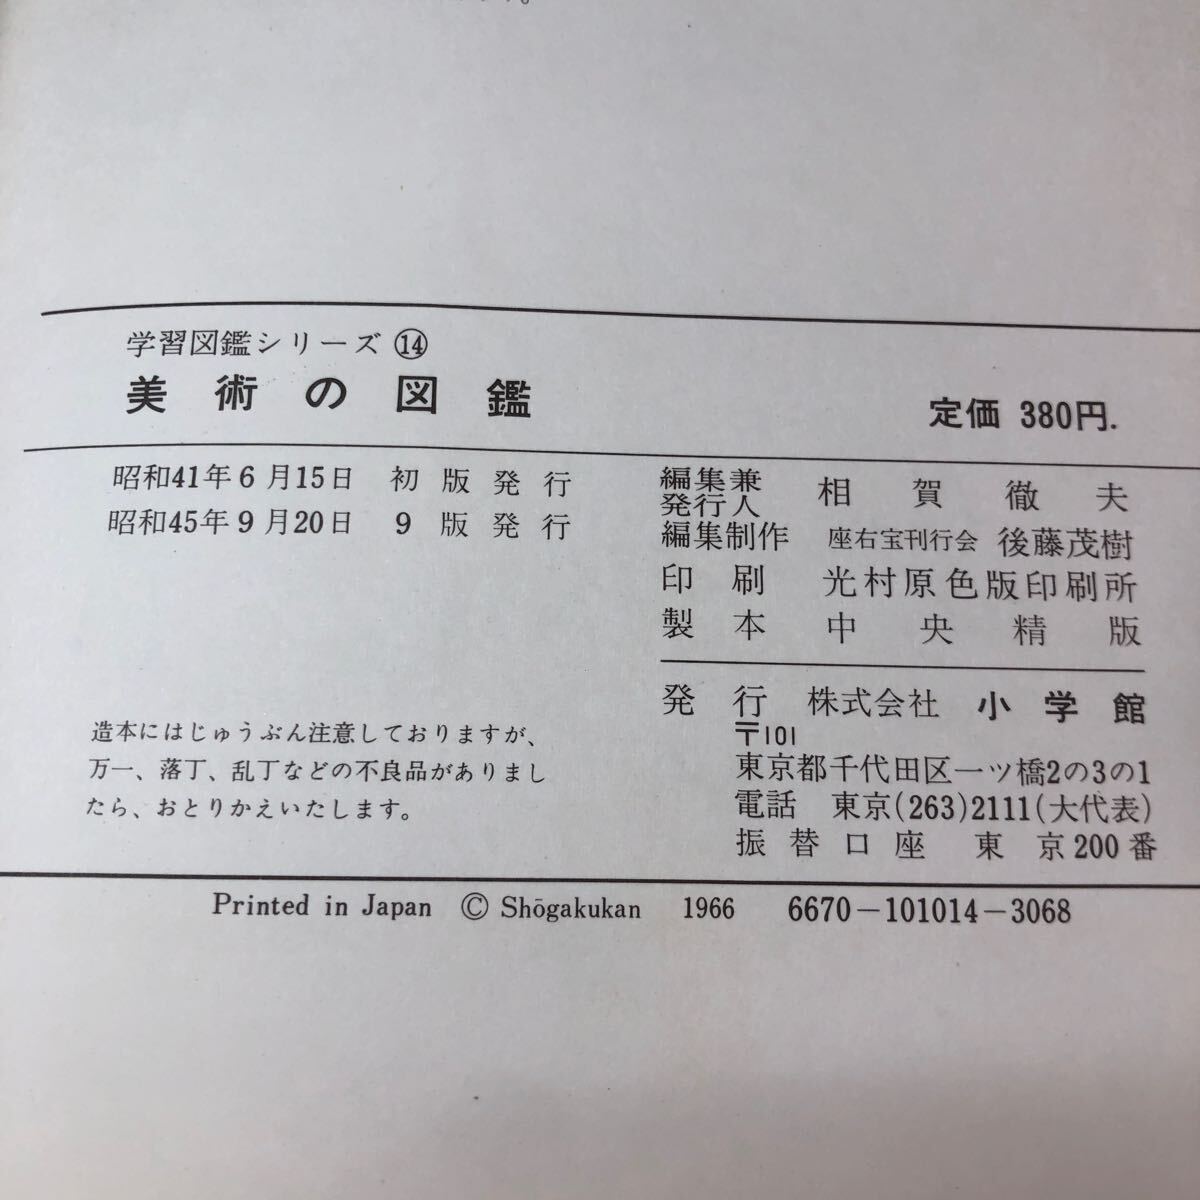 学習図鑑シリーズ ⑭
美術の図鑑
定価 380円.
昭和41年6月15日 初版発行
昭和45年9月20日 9版発行
編集兼発行人 相賀徹夫
編集制作 座右宝刊行会 後藤茂樹
印刷 光村原色版印刷所
製本 中央精版
発行 株式会社 小学館
〒101
東京都千代田区一ツ橋2の3の1
電話 東京(263)2111(大代表)
振替口座 東京200番
造本にはじゅうぶん注意しておりますが、
万一、落丁、乱丁などの不良品がありまし
たら、おとりかえいたします。
Printed in Japan © Shōgakukan 1966 6670-101014-3068